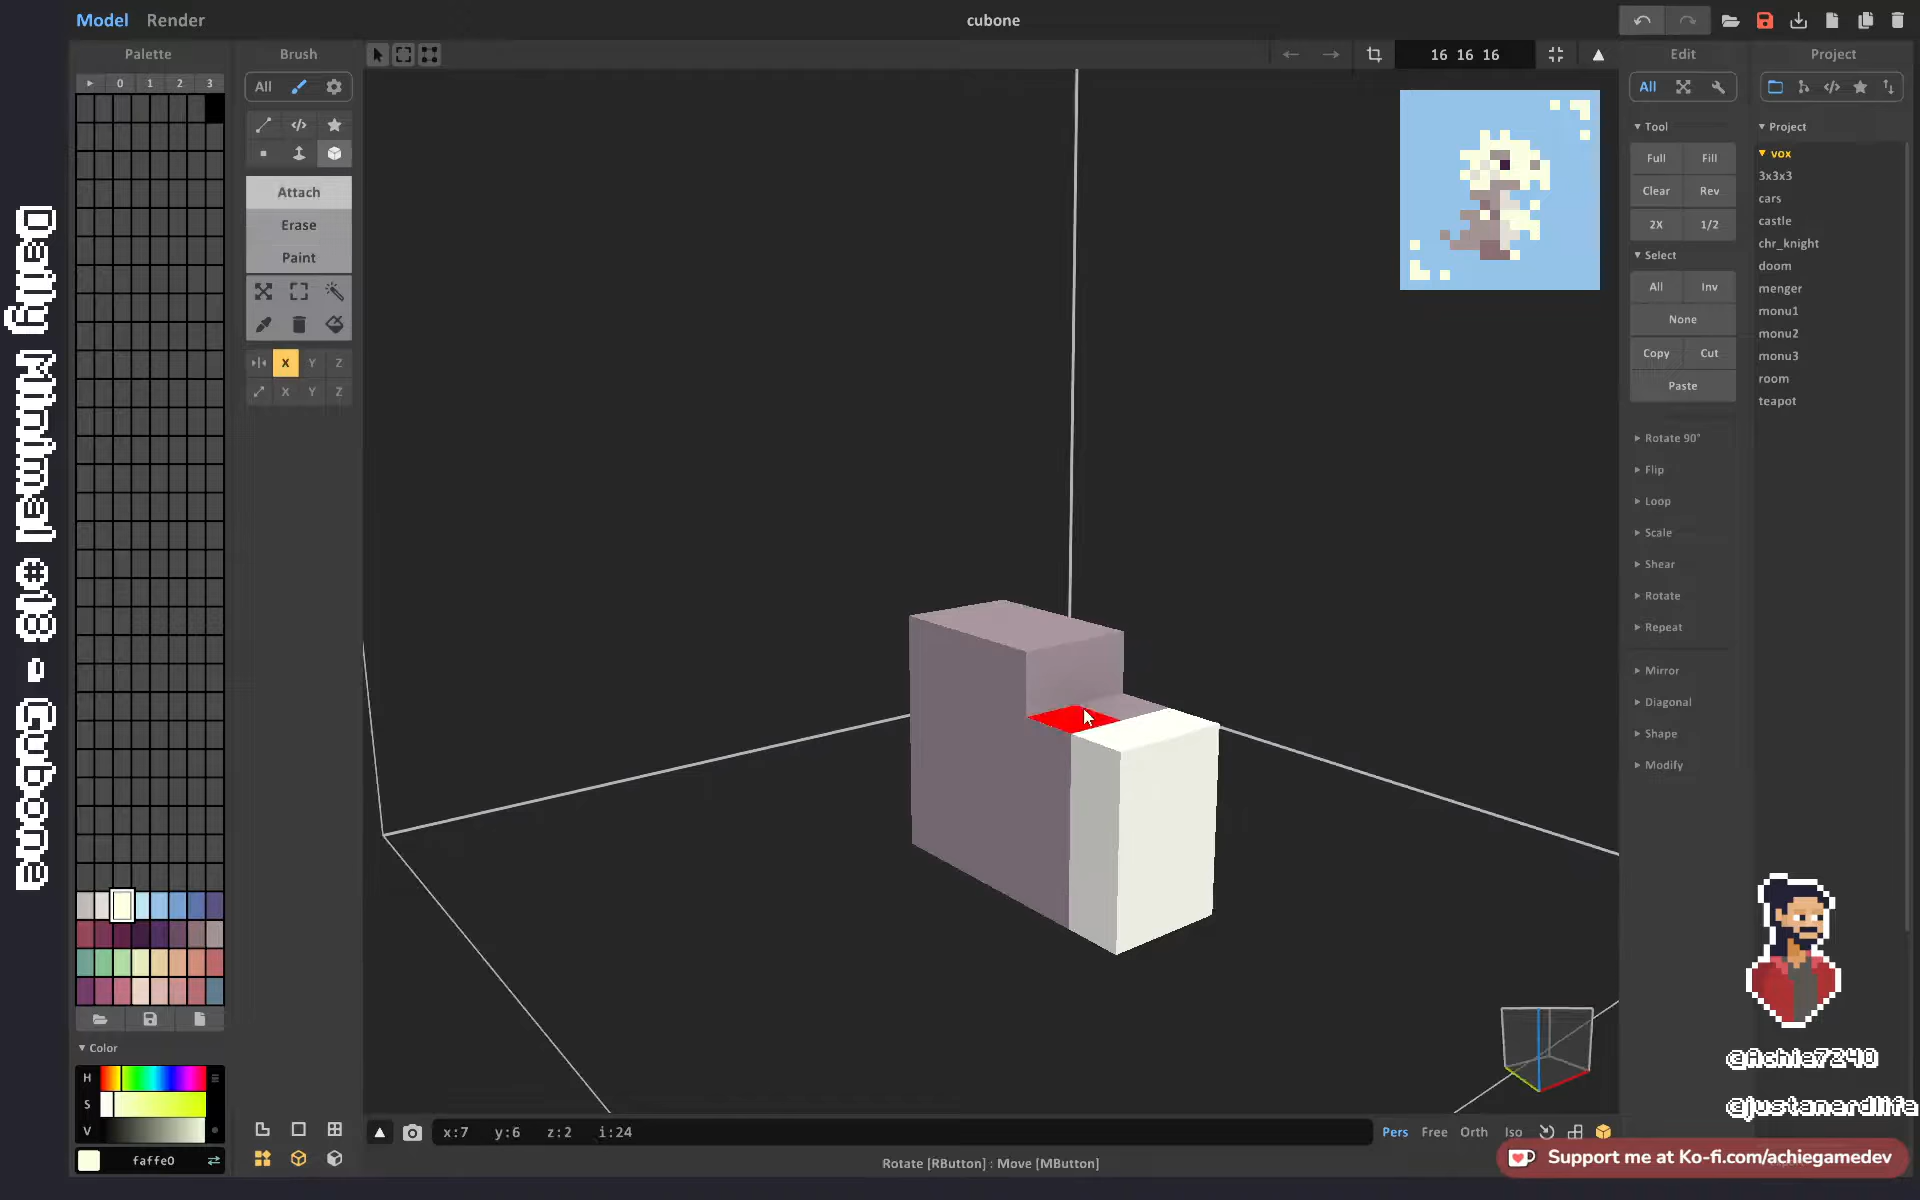 Model Render
cubone
Palette
Brush
16 16 16
Edit
Project
0 1 2 3
All
All
Tool
Full Fill
Clear Rev
2X 1/2
Select
All Inv
None
Copy Cut
Paste
Rotate 90°
Flip
Loop
Scale
Shear
Rotate
Repeat
Mirror
Diagonal
Shape
Modify
Project
vox
3x3x3
cars
castle
chr_knight
doom
menger
monu1
monu2
monu3
room
teapot
Attach
Erase
Paint
X Y Z
X Y Z
Daily Minimal @18 - Cubone
Color
H
S
V
faffe0
x:7 y:6 z:2 i:24
Pers Free Orth Iso
Rotate [RButton] : Move [MButton]
@Achie7240
@justanerdlifa
Support me at Ko-fi.com/achiegamedev